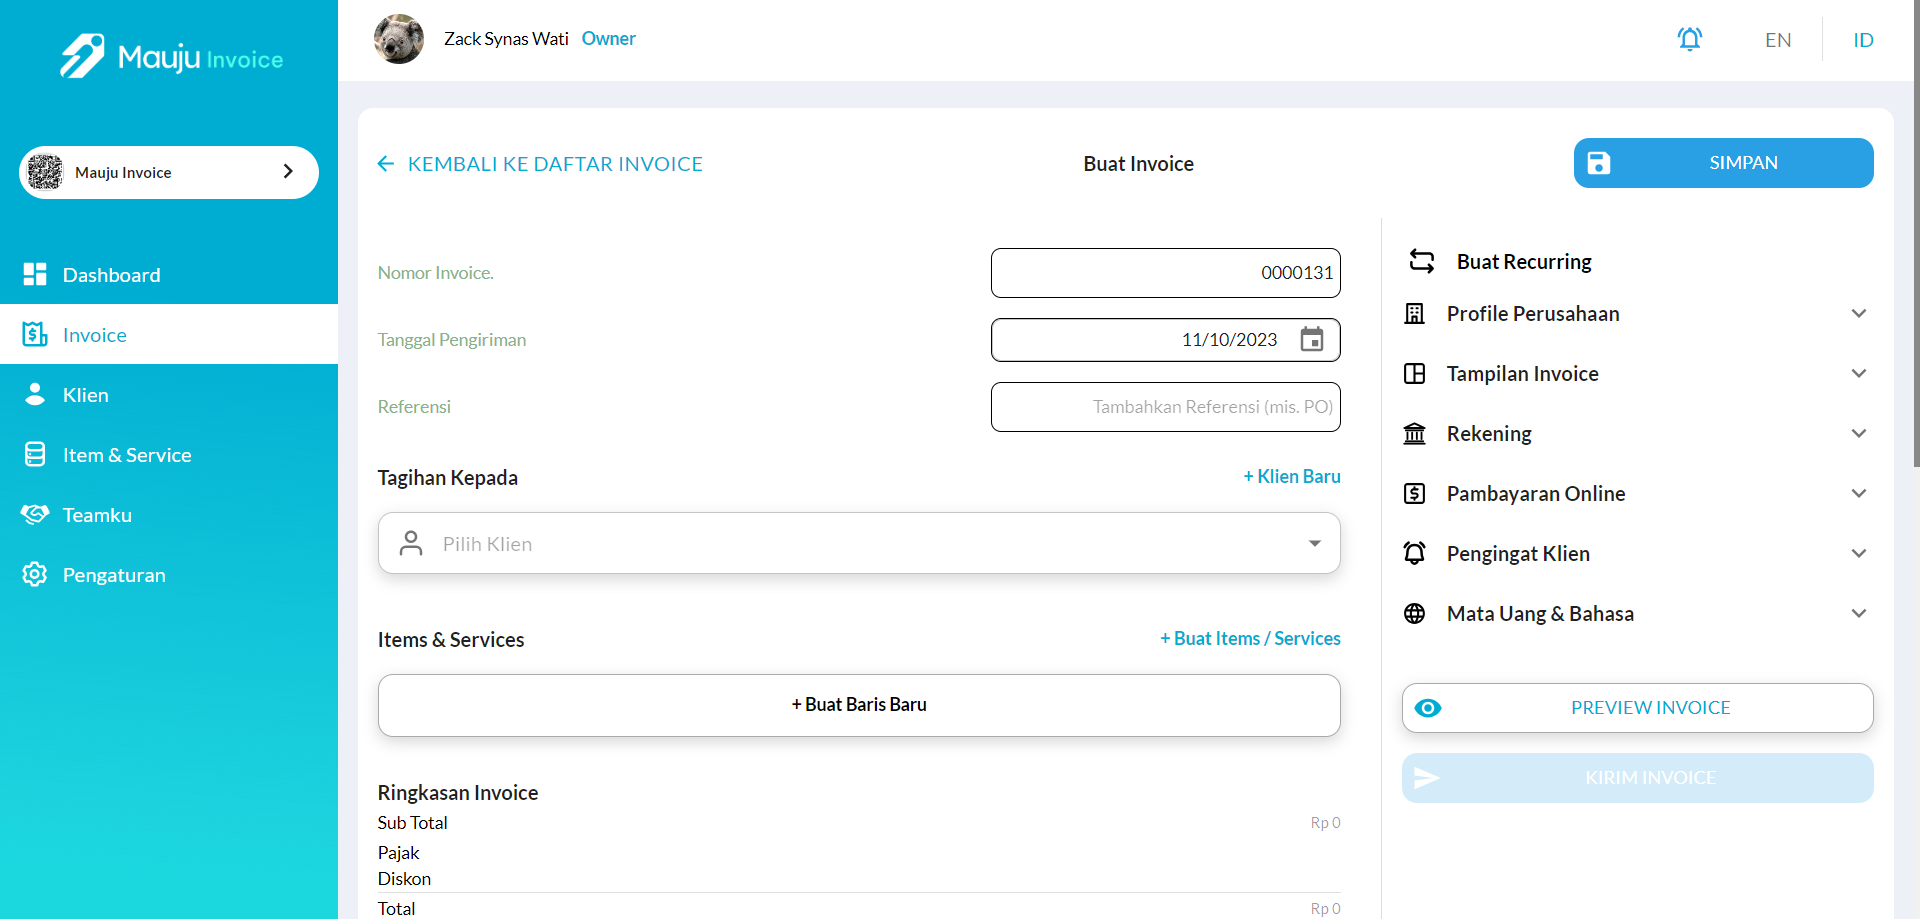 Mauju Invoice
Zack Synas Wati Owner
EN ID
Mauju Invoice
Dashboard
Invoice
Klien
Item & Service
Teamku
Pengaturan
KEMBALI KE DAFTAR INVOICE
Buat Invoice
SIMPAN
Nomor Invoice. 0000131
Tanggal Pengiriman 11/10/2023
Referensi Tambahkan Referensi (mis. PO)
Tagihan Kepada + Klien Baru
Pilih Klien
Items & Services + Buat Items / Services
+ Buat Baris Baru
Ringkasan Invoice
Sub Total Rp 0
Pajak
Diskon
Total Rp 0
Buat Recurring
Profile Perusahaan
Tampilan Invoice
Rekening
Pambayaran Online
Pengingat Klien
Mata Uang & Bahasa
PREVIEW INVOICE
KIRIM INVOICE